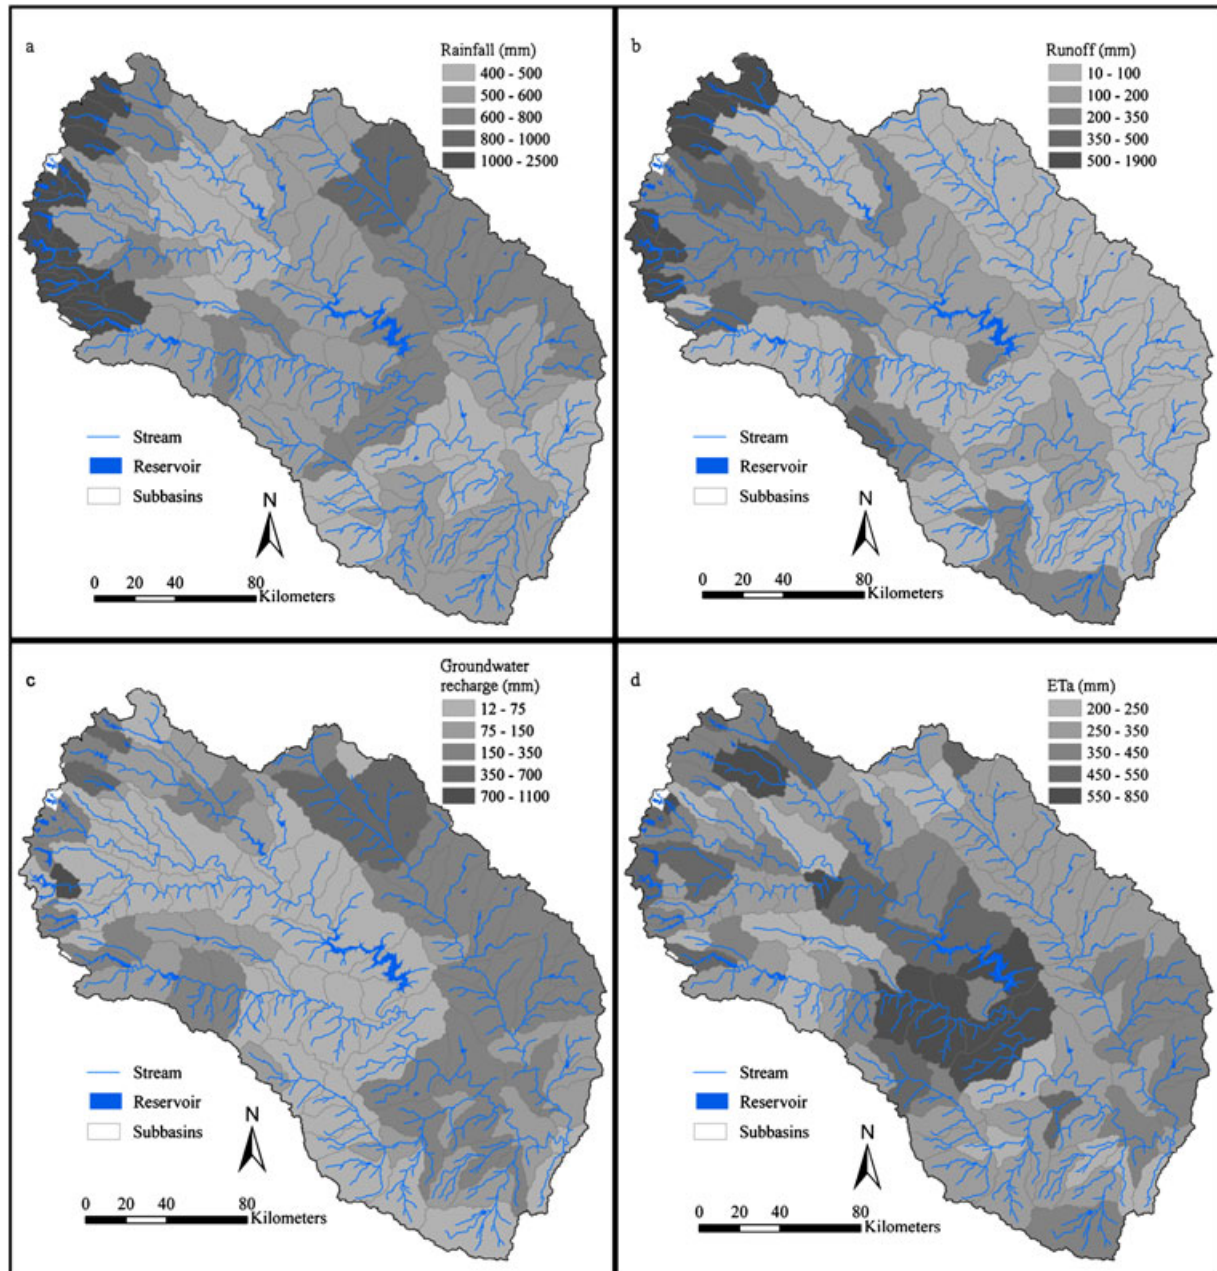 a
Rainfall (mm)
400 - 500
500 - 600
600 - 800
800 - 1000
1000 - 2500
Stream
Reservoir
Subbasins
N
0 20 40 80
Kilometers
b
Runoff (mm)
10 - 100
100 - 200
200 - 350
350 - 500
500 - 1900
Stream
Reservoir
Subbasins
N
0 20 40 80
Kilometers
c
Groundwater
recharge (mm)
12 - 75
75 - 150
150 - 350
350 - 700
700 - 1100
Stream
Reservoir
Subbasins
N
0 20 40 80
Kilometers
d
ETa (mm)
200 - 250
250 - 350
350 - 450
450 - 550
550 - 850
Stream
Reservoir
Subbasins
N
0 20 40 80
Kilometers